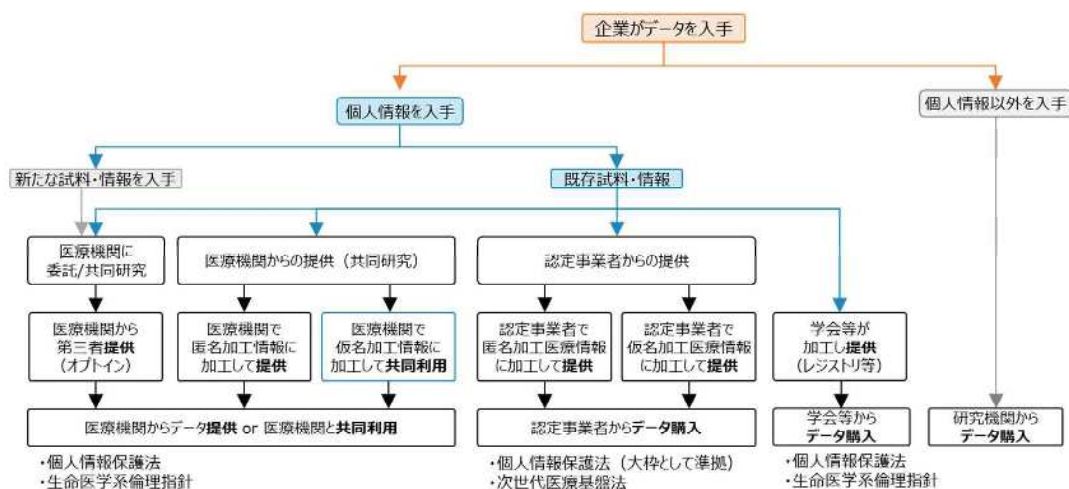 企業がデータを入手
個人情報を入手
個人情報以外を入手
新たな試料・情報を入手
既存試料・情報
医療機関に
委託/共同研究
医療機関からの提供（共同研究）
認定事業者からの提供
医療機関から
第三者提供
（オプトイン）
医療機関で
匿名加工情報に
加工して提供
医療機関で
仮名加工情報に
加工して共同利用
認定事業者で
匿名加工医療情報
に加工して提供
認定事業者で
仮名加工医療情報
に加工して提供
学会等が
加工し提供
（レジストリ等）
医療機関からデータ提供 or 医療機関と共同利用
認定事業者からデータ購入
学会等から
データ購入
研究機関から
データ購入
・個人情報保護法
・生命医学系倫理指針
・個人情報保護法（大枠として準拠）
・次世代医療基盤法
・個人情報保護法
・生命医学系倫理指針